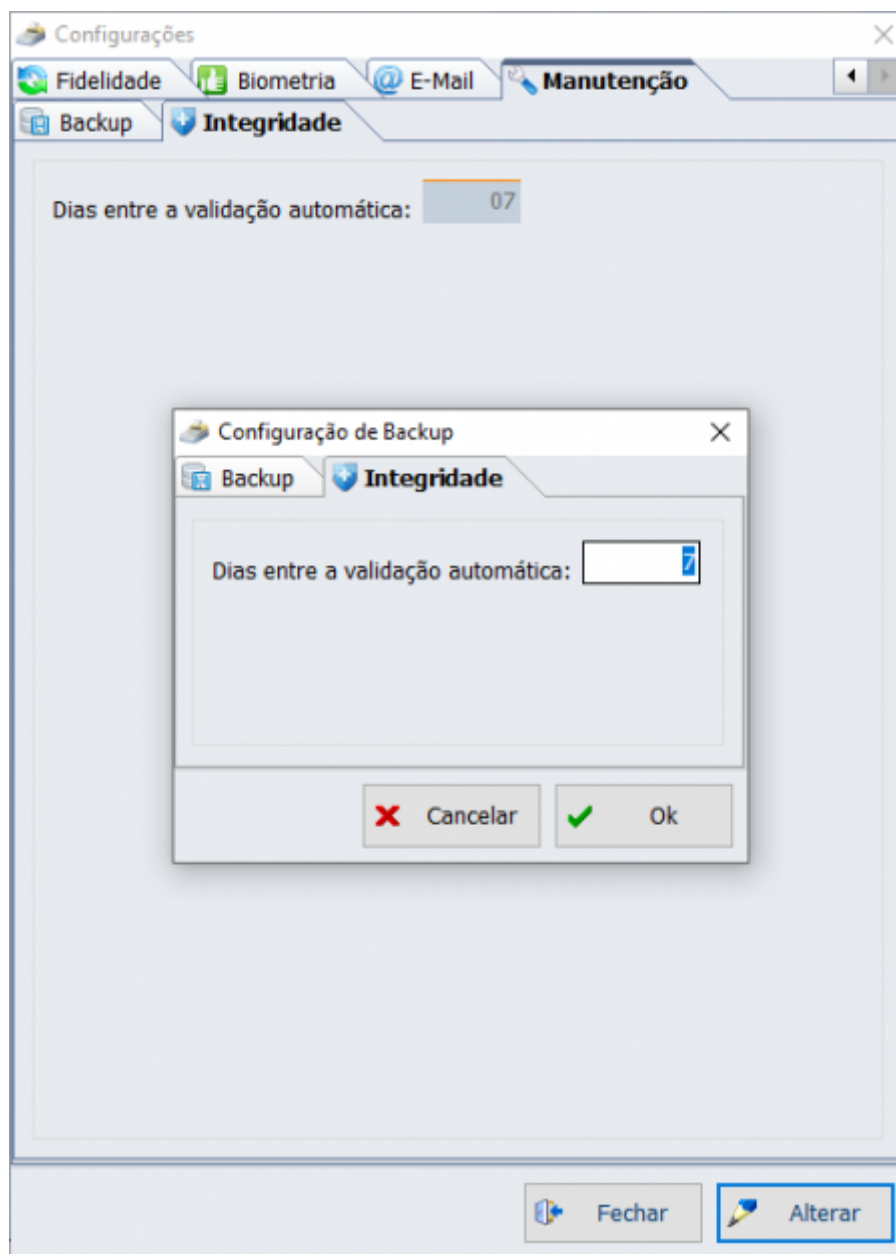 Configurações
Fidelidade Biometria E-Mail Manutenção
Backup Integridade
Dias entre a validação automática: 07
Configuração de Backup
Backup Integridade
Dias entre a validação automática: 7
Cancelar Ok
Fechar Alterar